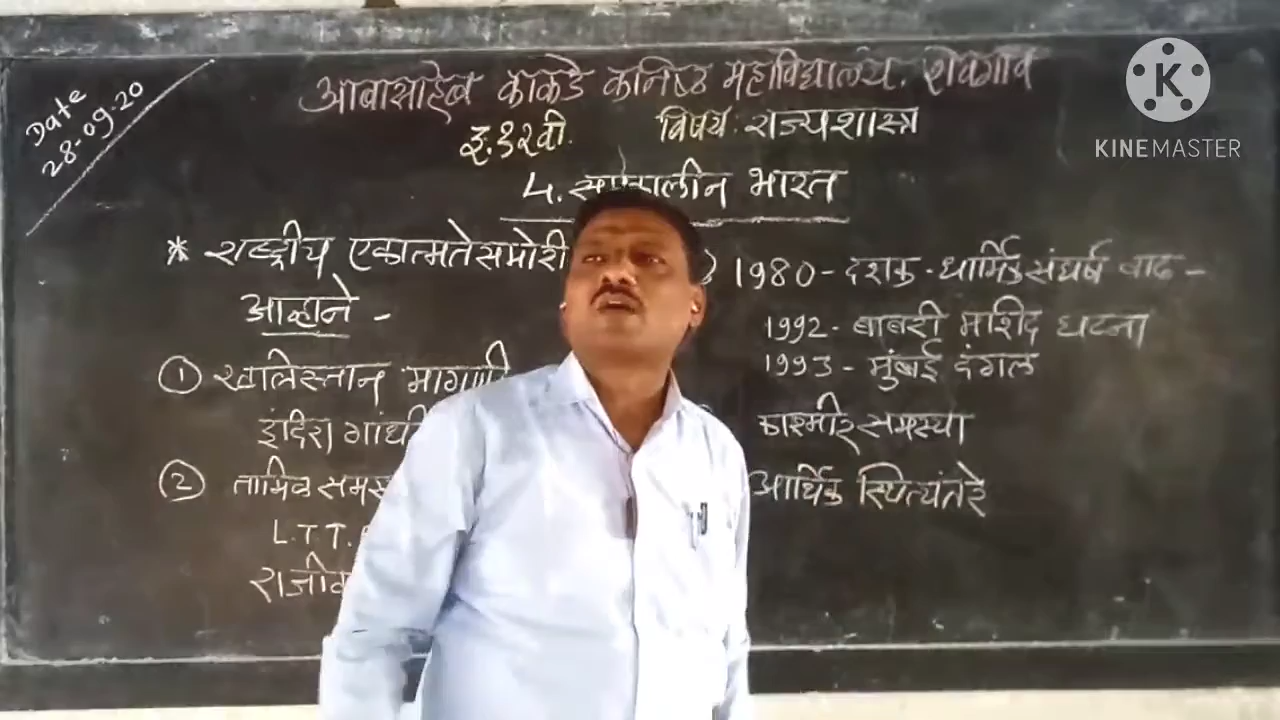 Date
28-09-20
आबासाहेब काकडे कनिष्ठ महाविद्यालय, शेवगांव
इ.१२वी. विषय: राज्यशास्त्र
4. समकालीन भारत
* राष्ट्रीय एकात्मतेसमोरील
आव्हाने -
① खलिस्तान मागणी
इंदिरा गांधी
② तामिळ समस्
L.T.T.
राजीव
) 1980 - दशक - धार्मिक संघर्ष वाढ -
1992 - बाबरी मशिद घटना
1993 - मुंबई दंगल
काश्मीर समस्या
आर्थिक स्थित्यंतरे
K
KINEMASTER